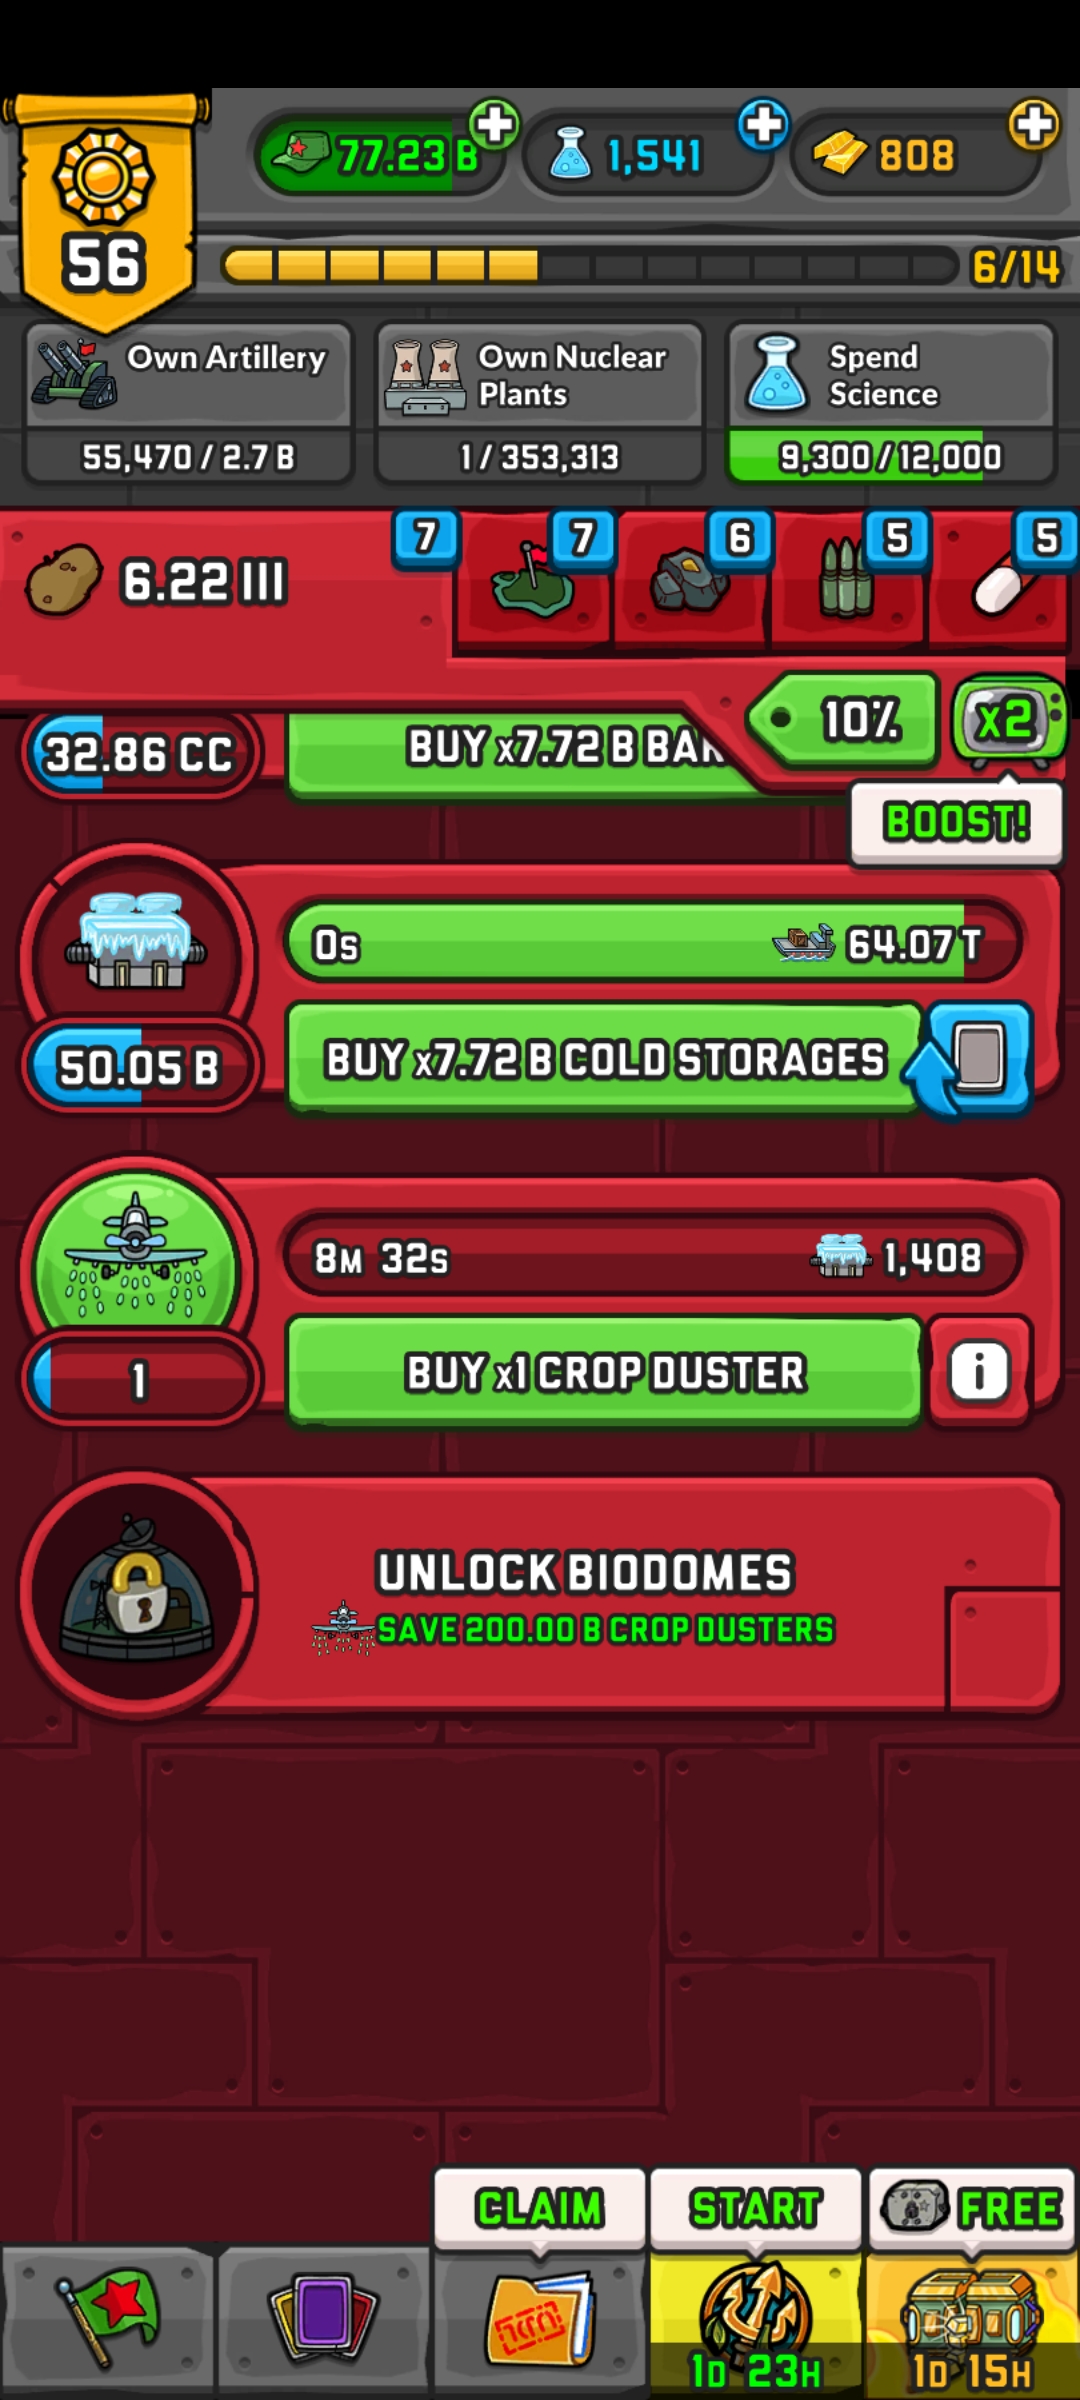 77.23 B
1,541
808
56
6/14
Own Artillery
55,470 / 2.7 B
Own Nuclear
Plants
1 / 353,313
Spend
Science
9,300 / 12,000
6.22 III
7
7
6
5
5
10%
x2
BOOST!
32.86 CC
BUY x7.72 B BAR
0s
64.07 T
50.05 B
BUY x7.72 B COLD STORAGES
8M 32s
1,408
1
BUY x1 CROP DUSTER
i
UNLOCK BIODOMES
SAVE 200.00 B CROP DUSTERS
CLAIM
START
FREE
1D 23H
1D 15H